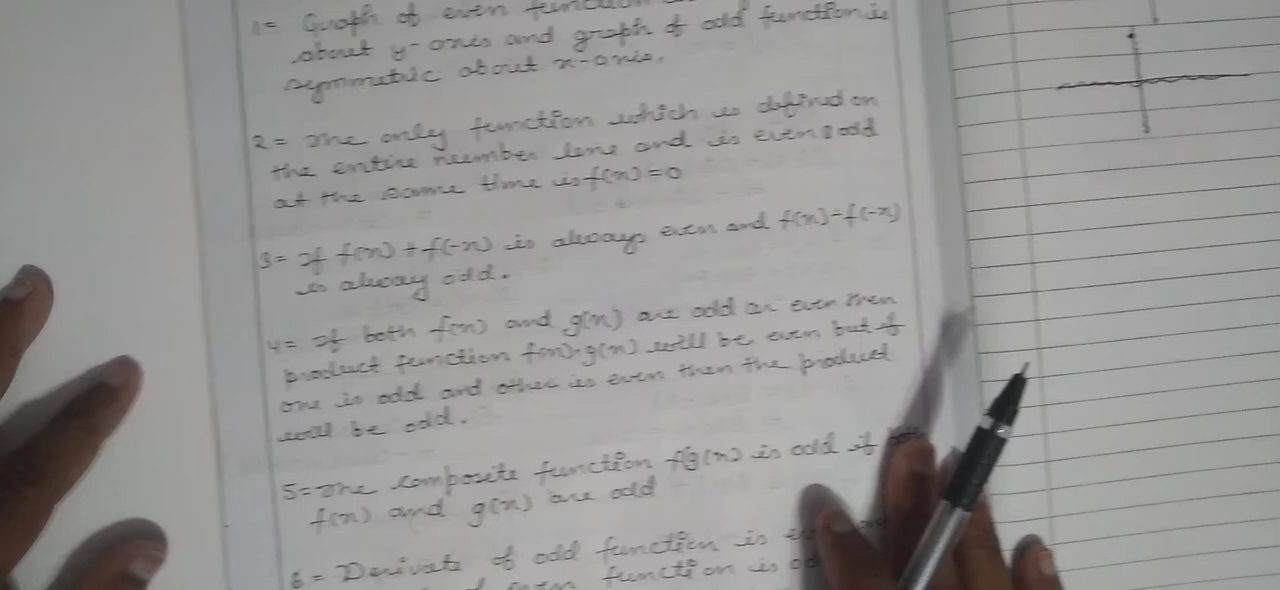 1= Graph of even function
about y-axis and graph of odd function is
symmetric about x-axis.
2= The only function which is defined on
the entire number line and is even & odd
at the same time is f(x)=0
3= If f(x) + f(-x) is always even and f(x)-f(-x)
is alway odd.
4= If both f(x) and g(x) are odd or even then
product function f(x).g(x) will be even but if
one is odd and other is even then the product
will be odd.
5= The composite function f(g(x) is odd if
f(x) and g(x) are odd
6= Derivate of odd function is
even function is